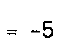 = -5